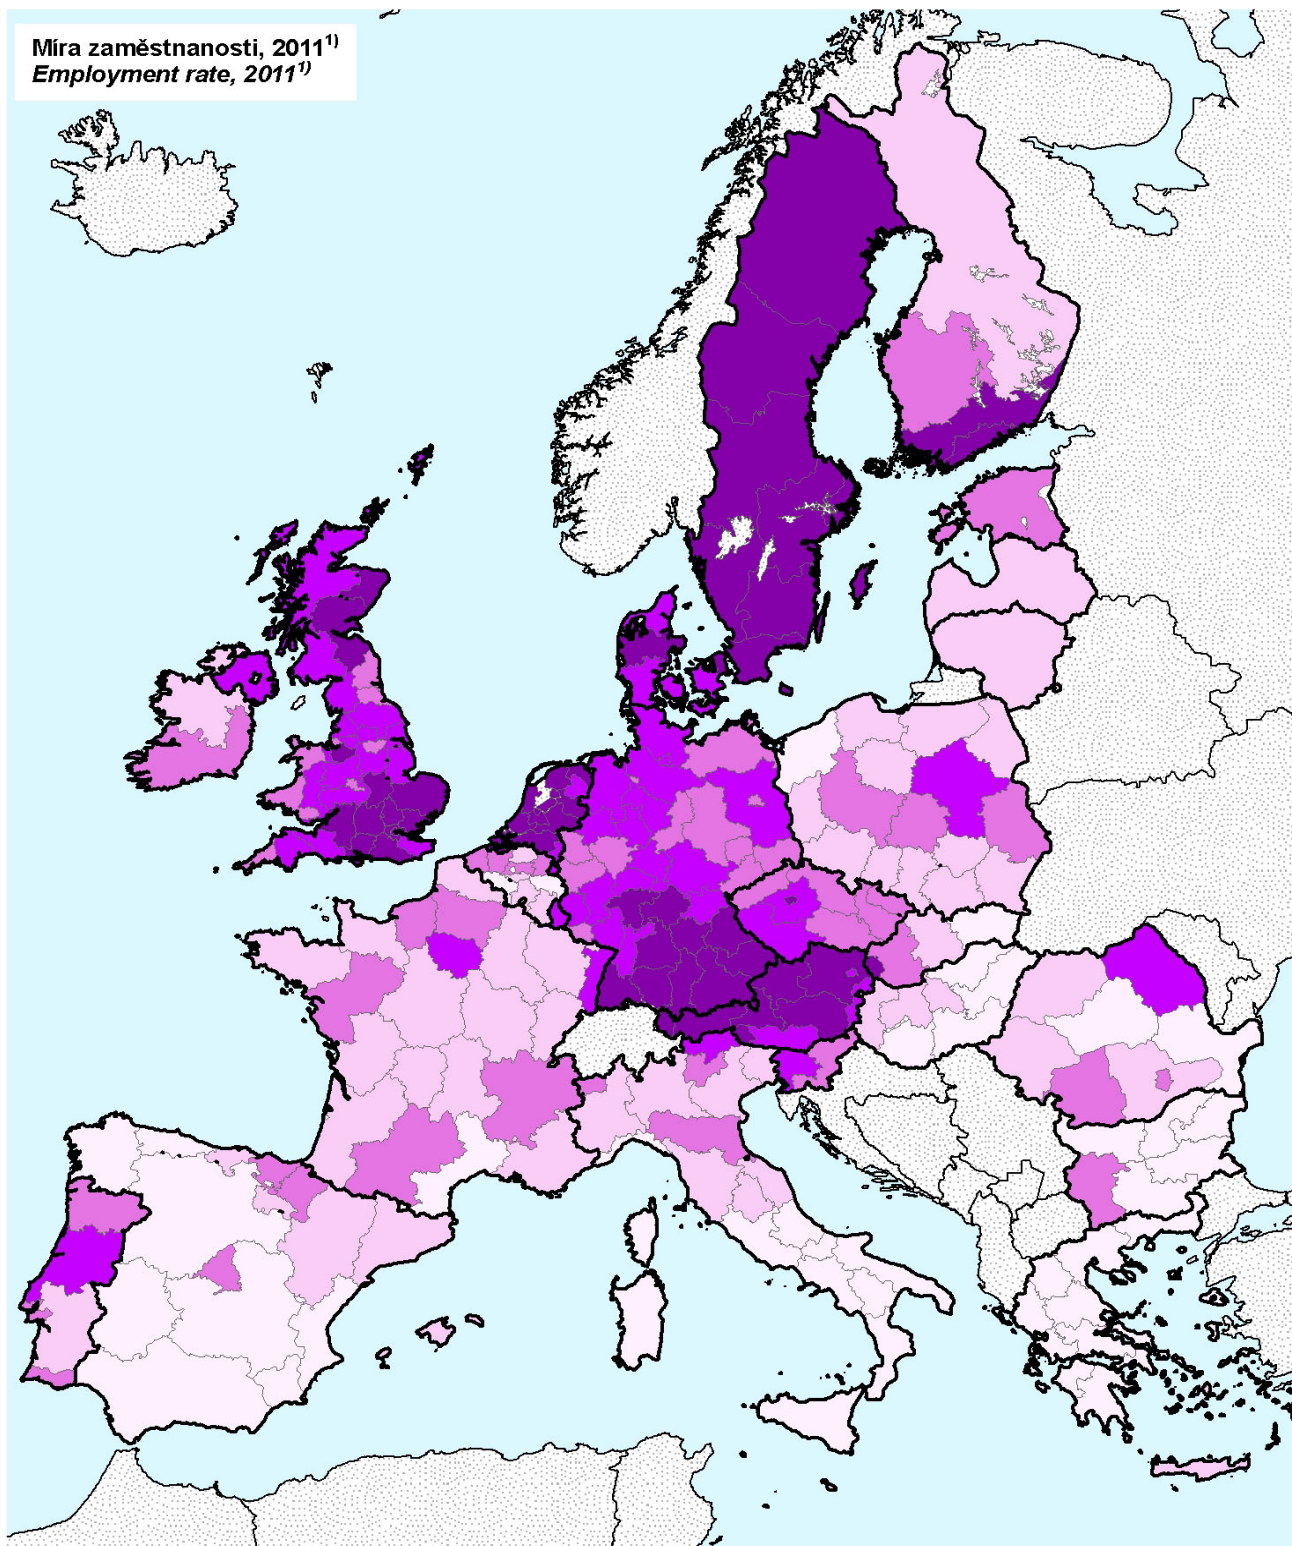 Míra zaměstnanosti, 2011¹⁾
Employment rate, 2011¹⁾